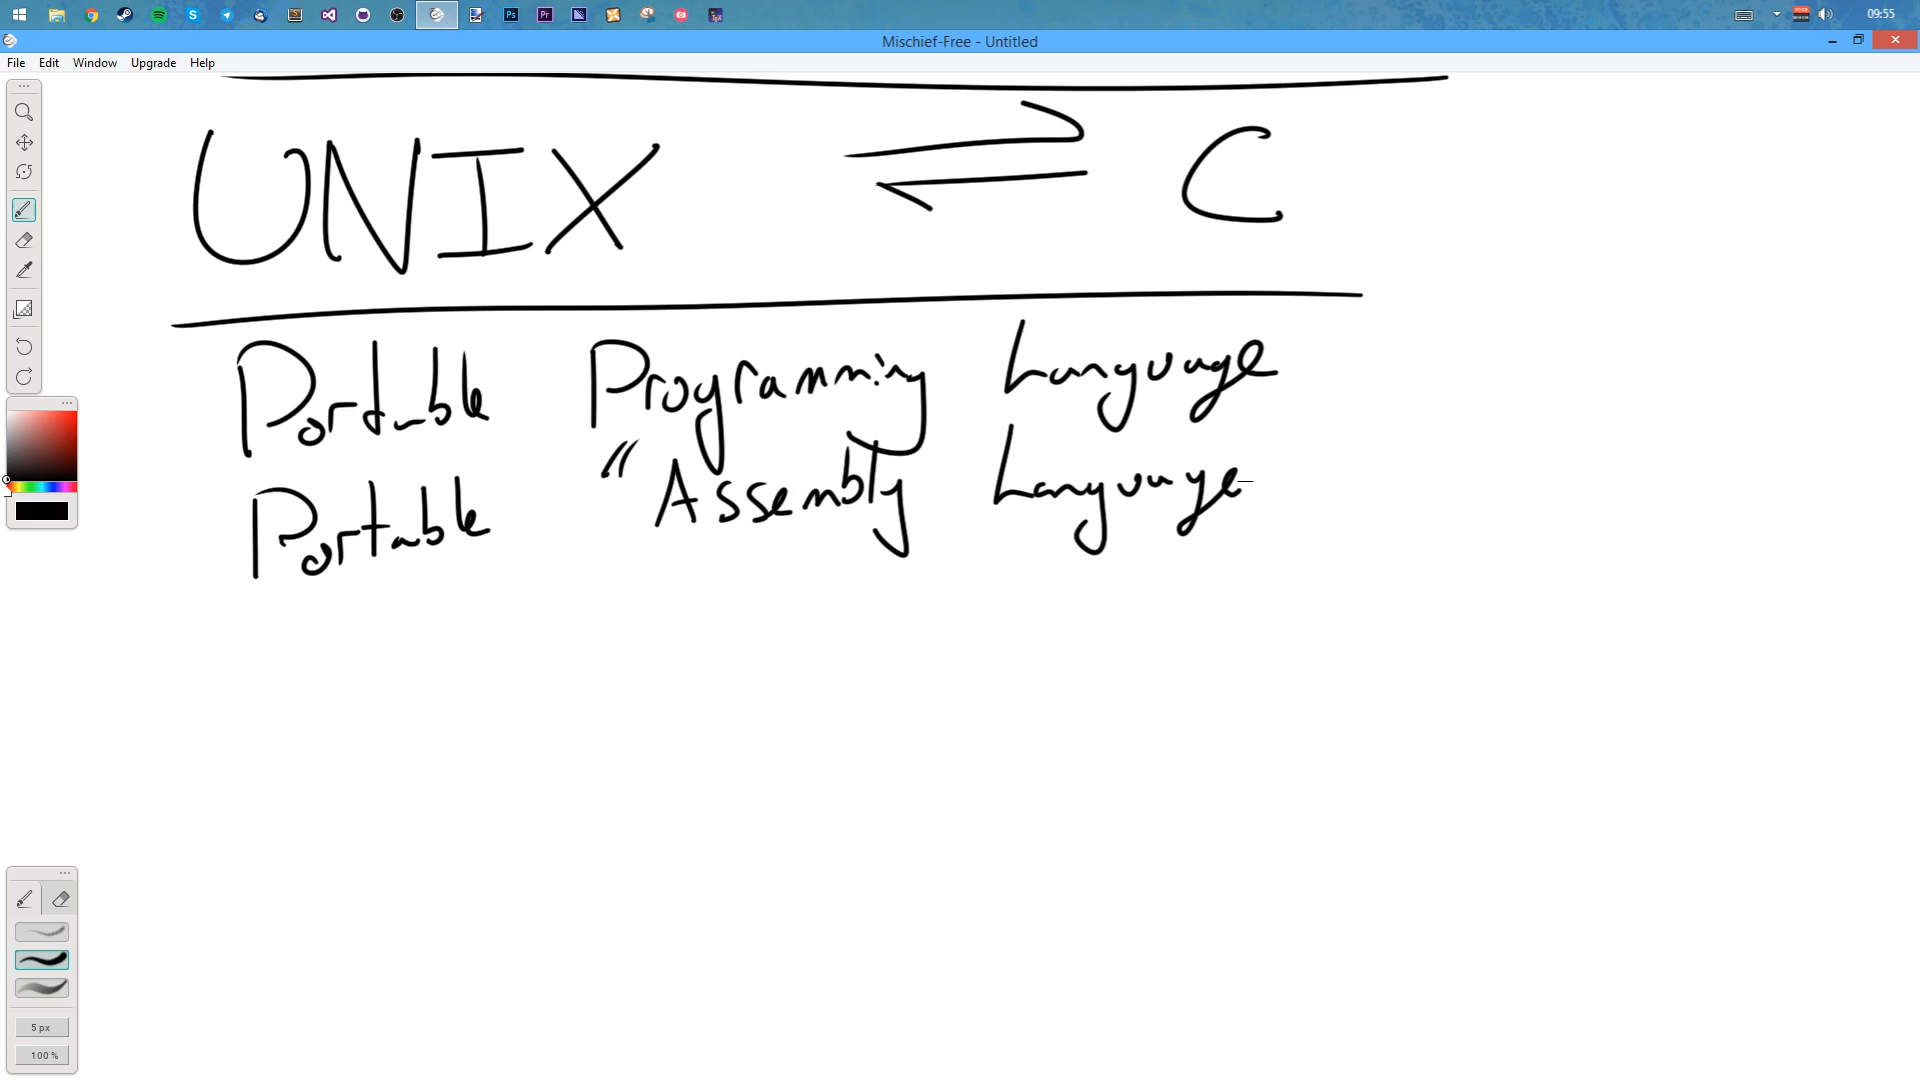 09:55
Mischief-Free - Untitled
File Edit Window Upgrade Help
UNIX ⇌ C
Portable Programming Language
Portable "Assembly Language
5 px
100 %